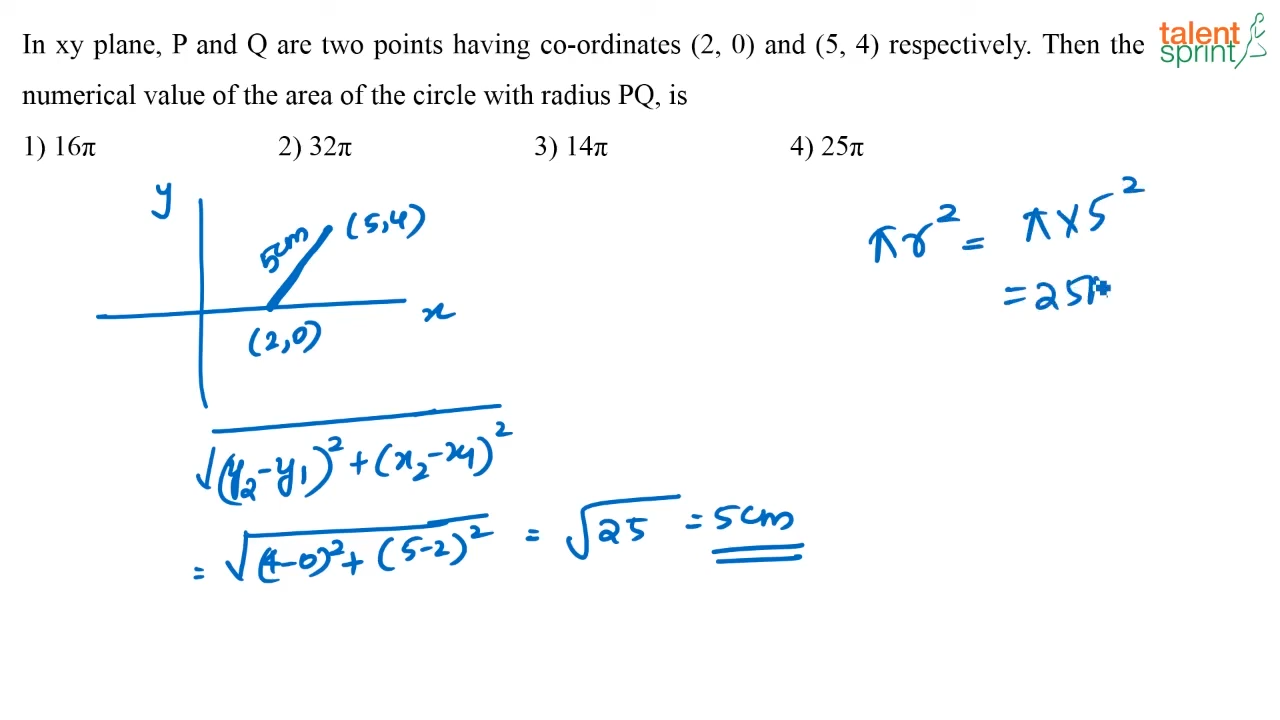 In xy plane, P and Q are two points having co-ordinates (2, 0) and (5, 4) respectively. Then the
numerical value of the area of the circle with radius PQ, is
talent
sprint
1) 16π 2) 32π 3) 14π 4) 25π
y
(5,4)
5cm
x
(2,0)
πr² = π×5²
=25π
√(y₂-y₁)²+(x₂-x₁)²
= √(4-0)²+(5-2)² = √25 = 5cm